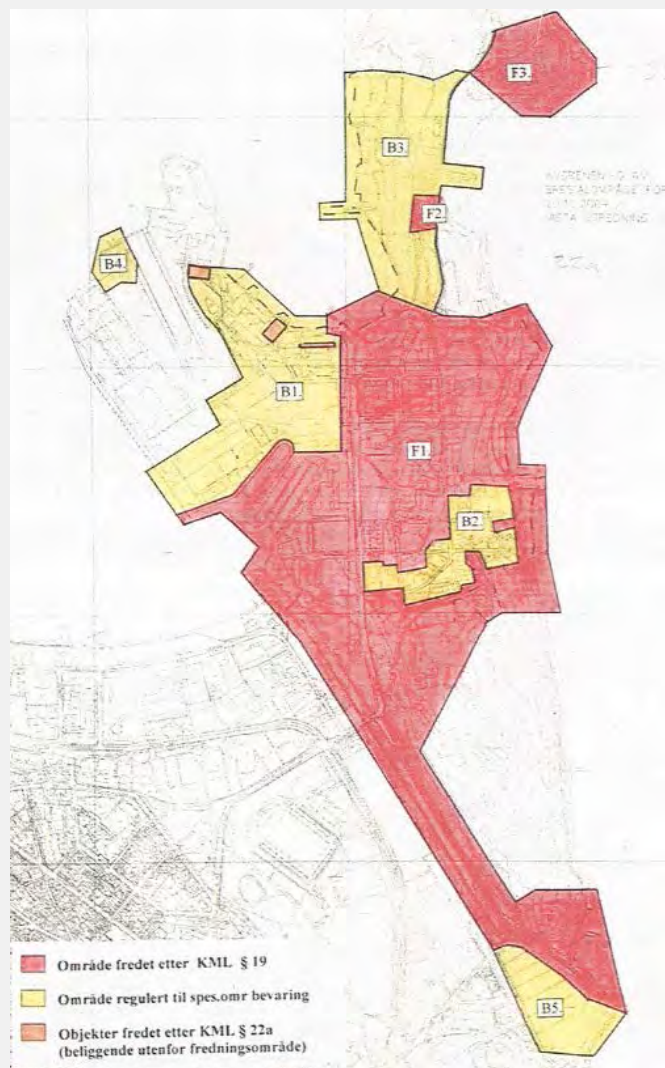 F3.
B3.
F2.
B4.
B1.
F1.
B2.
B5.
Område fredet etter KML § 19
Område regulert til spes.omr bevaring
Objekter fredet etter KML § 22a
(beliggende utenfor fredningsområde)